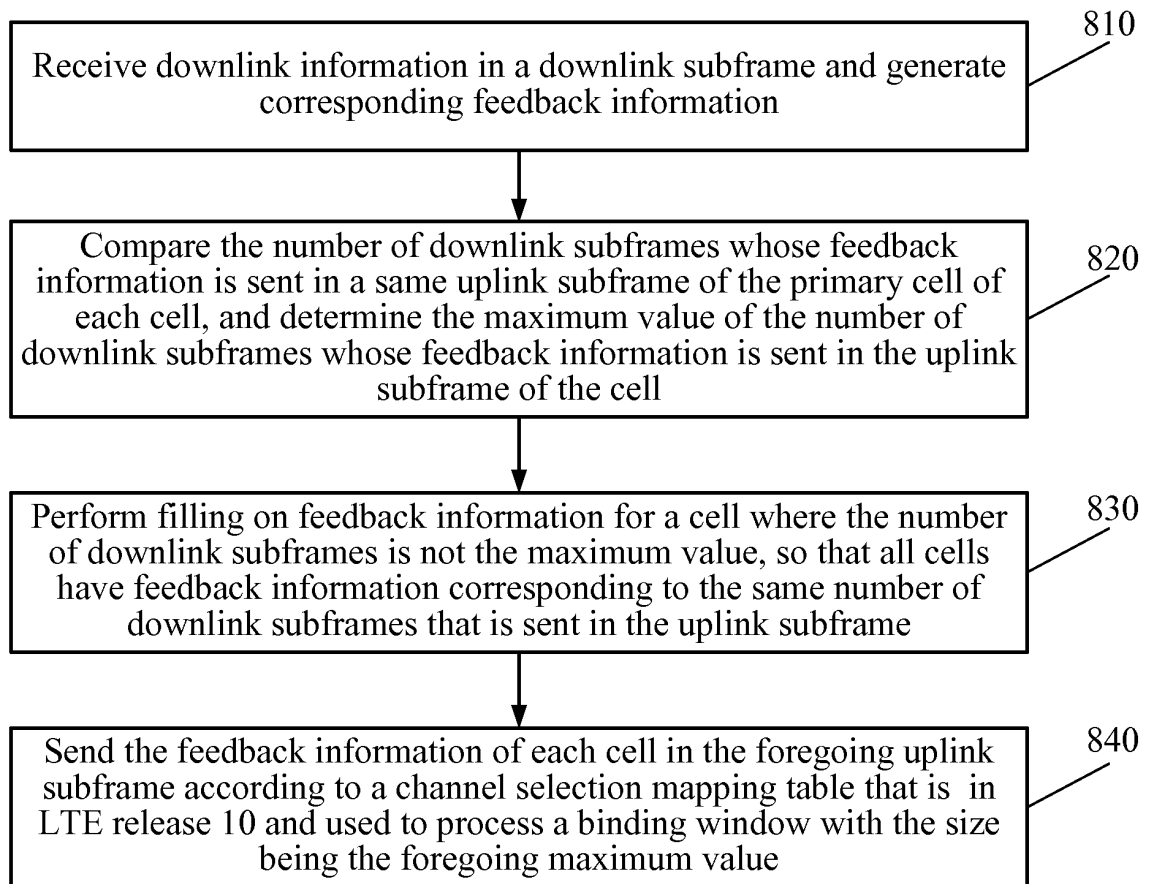 810
Receive downlink information in a downlink subframe and generate
corresponding feedback information
820
Compare the number of downlink subframes whose feedback
information is sent in a same uplink subframe of the primary cell of
each cell, and determine the maximum value of the number of
downlink subframes whose feedback information is sent in the uplink
subframe of the cell
830
Perform filling on feedback information for a cell where the number
of downlink subframes is not the maximum value, so that all cells
have feedback information corresponding to the same number of
downlink subframes that is sent in the uplink subframe
840
Send the feedback information of each cell in the foregoing uplink
subframe according to a channel selection mapping table that is in
LTE release 10 and used to process a binding window with the size
being the foregoing maximum value